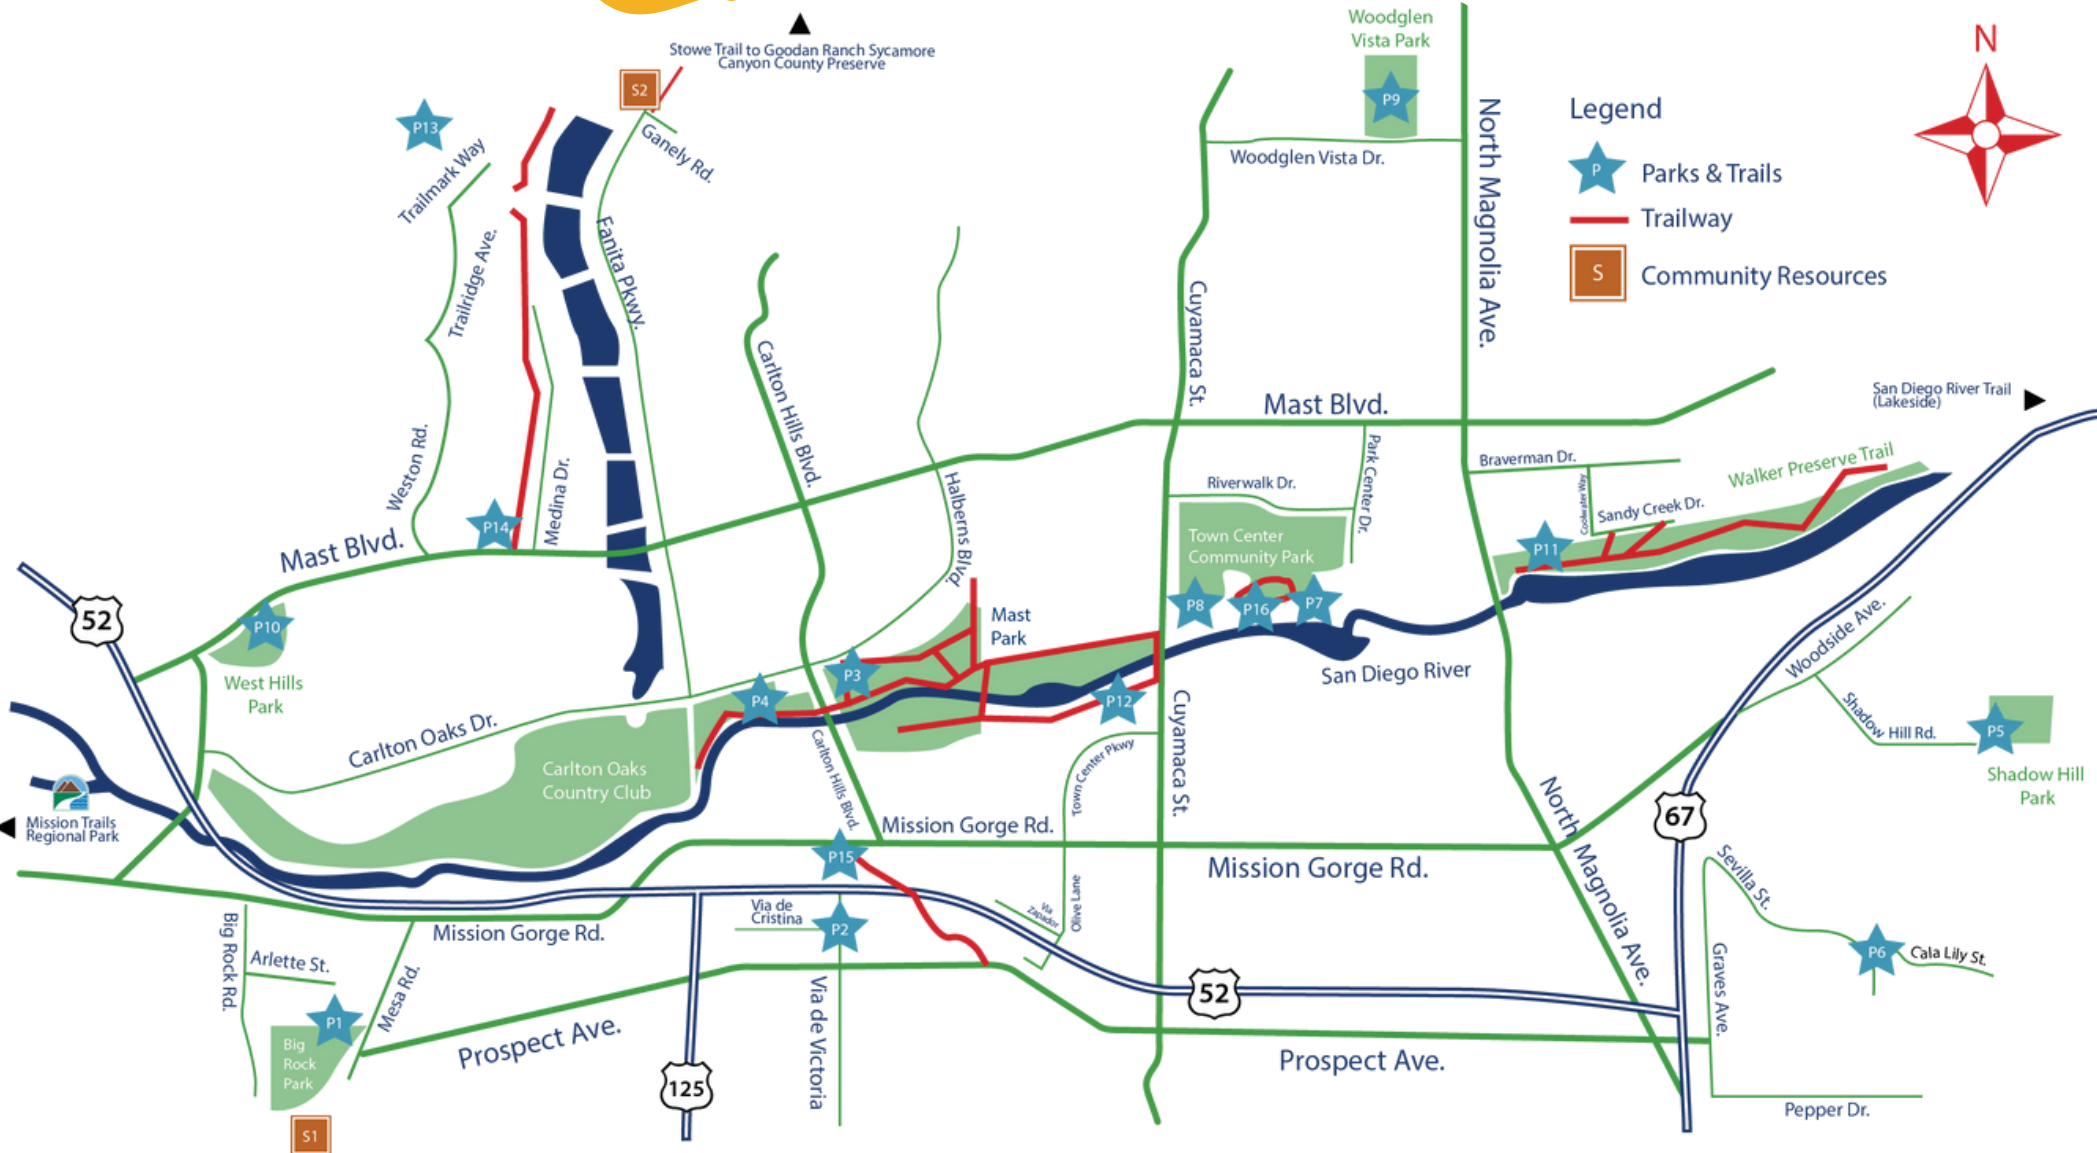 Woodglen
Vista Park
P9
Stowe Trail to Goodan Ranch Sycamore
Canyon County Preserve
S2
P13
Ganely Rd.
Trailmark Way
Trailridge Ave.
Fanita Pkwy.
Woodglen Vista Dr.
North Magnolia Ave.
N
Legend
P
Parks & Trails
Trailway
S
Community Resources
Cuyamaca St.
Carlton Hills Blvd.
Mast Blvd.
San Diego River Trail
(Lakeside)
Weston Rd.
Medina Dr.
P14
Mast Blvd.
Halberns Blvd.
Riverwalk Dr.
Park Center Dr.
Braverman Dr.
Coolwater Way
Sandy Creek Dr.
Walker Preserve Trail
Town Center
Community Park
P11
P8
P16
P7
52
P10
West Hills
Park
Mast
Park
P3
P4
P12
San Diego River
Woodside Ave.
Shadow Hill Rd.
P5
Shadow Hill
Park
Carlton Oaks Dr.
Carlton Oaks
Country Club
Carlton Hills Blvd.
Town Center Pkwy
Cuyamaca St.
Mission Trails
Regional Park
Mission Gorge Rd.
Mission Gorge Rd.
North Magnolia Ave.
67
P15
Via de
Cristina
P2
Via
Zapador
Olive Lane
Sevilla St.
P6
Cala Lily St.
Graves Ave.
Big Rock Rd.
Arlette St.
Mission Gorge Rd.
Mesa Rd.
P1
Big
Rock
Park
S1
Prospect Ave.
125
Via de Victoria
52
Prospect Ave.
Pepper Dr.